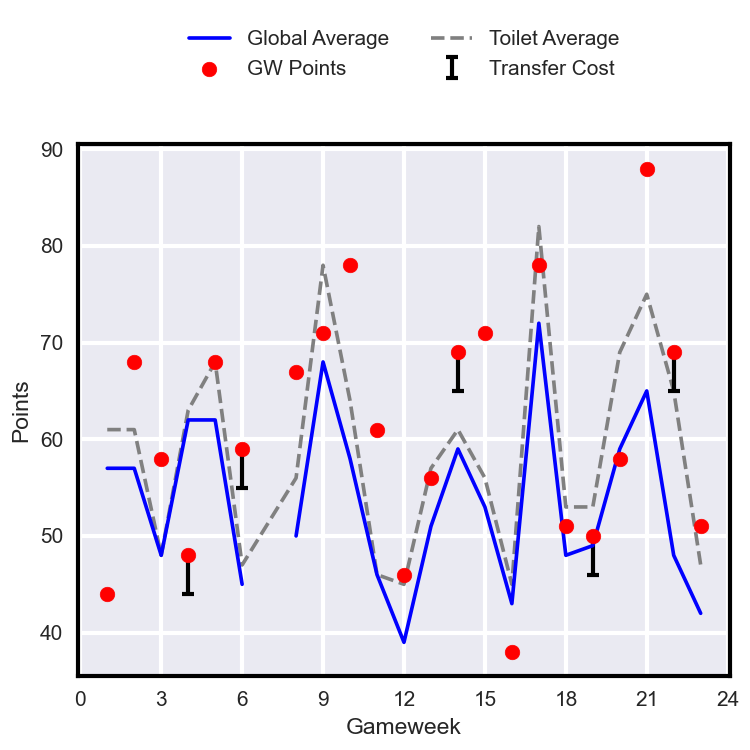 Global Average
Toilet Average
GW Points
Transfer Cost
90
80
70
60
50
40
Points
0 3 6 9 12 15 18 21 24
Gameweek